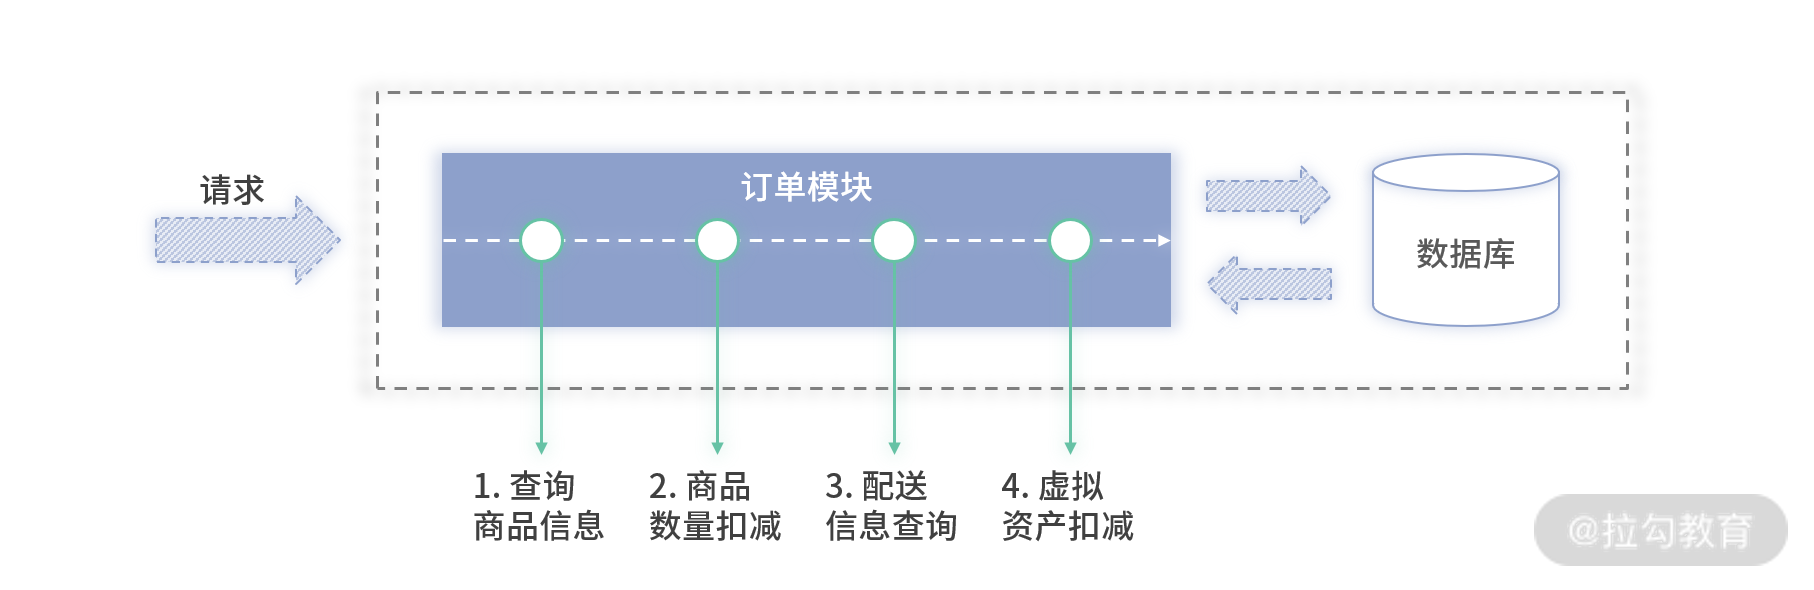 请求
订单模块
数据库
1. 查询
商品信息
2. 商品
数量扣减
3. 配送
信息查询
4. 虚拟
资产扣减
@拉勾教育